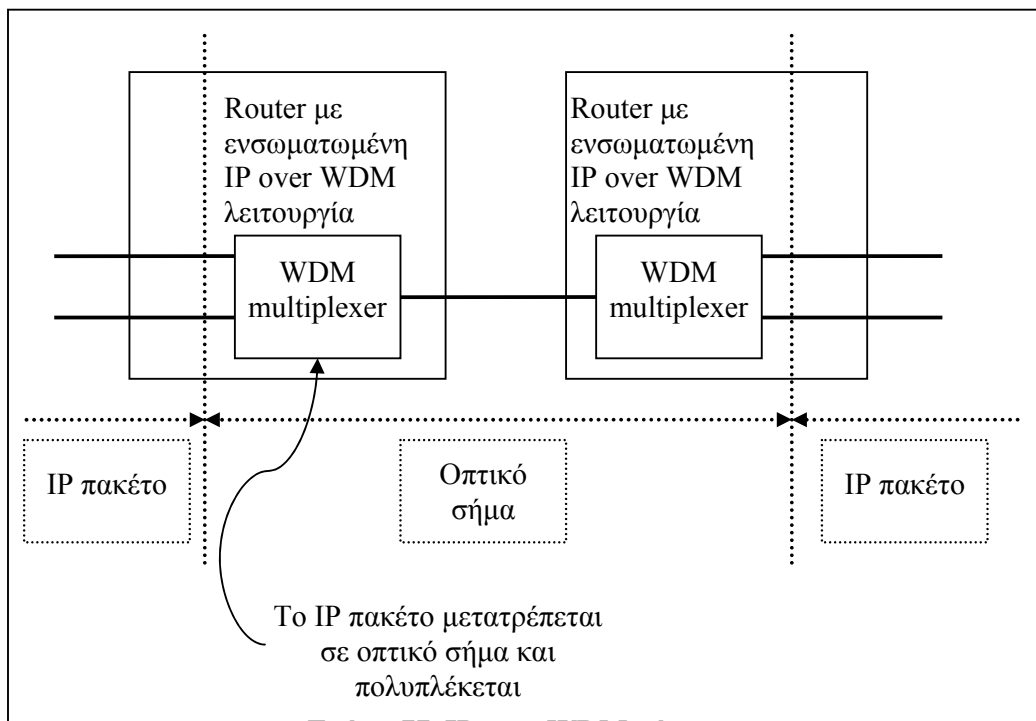 Router με
ενσωματωμένη
IP over WDM
λειτουργία
Router με
ενσωματωμένη
IP over WDM
λειτουργία
WDM
multiplexer
WDM
multiplexer
IP πακέτο
Οπτικό
σήμα
IP πακέτο
Το IP πακέτο μετατρέπεται
σε οπτικό σήμα και
πολυπλέκεται